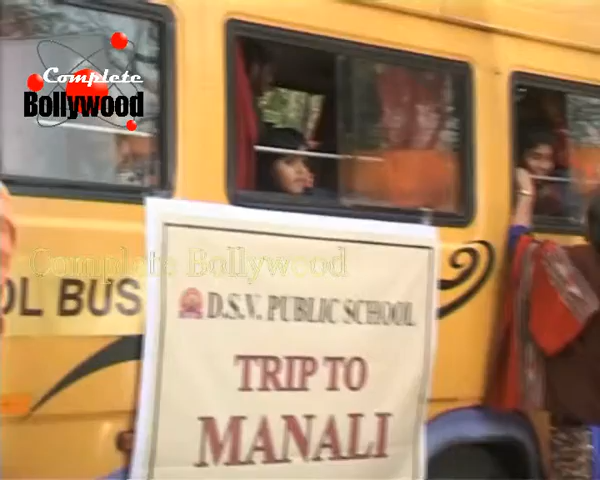 Complete
Bollywood
Complete Bollywood
OL BUS
D.S.V. PUBLIC SCHOOL
TRIP TO
MANALI